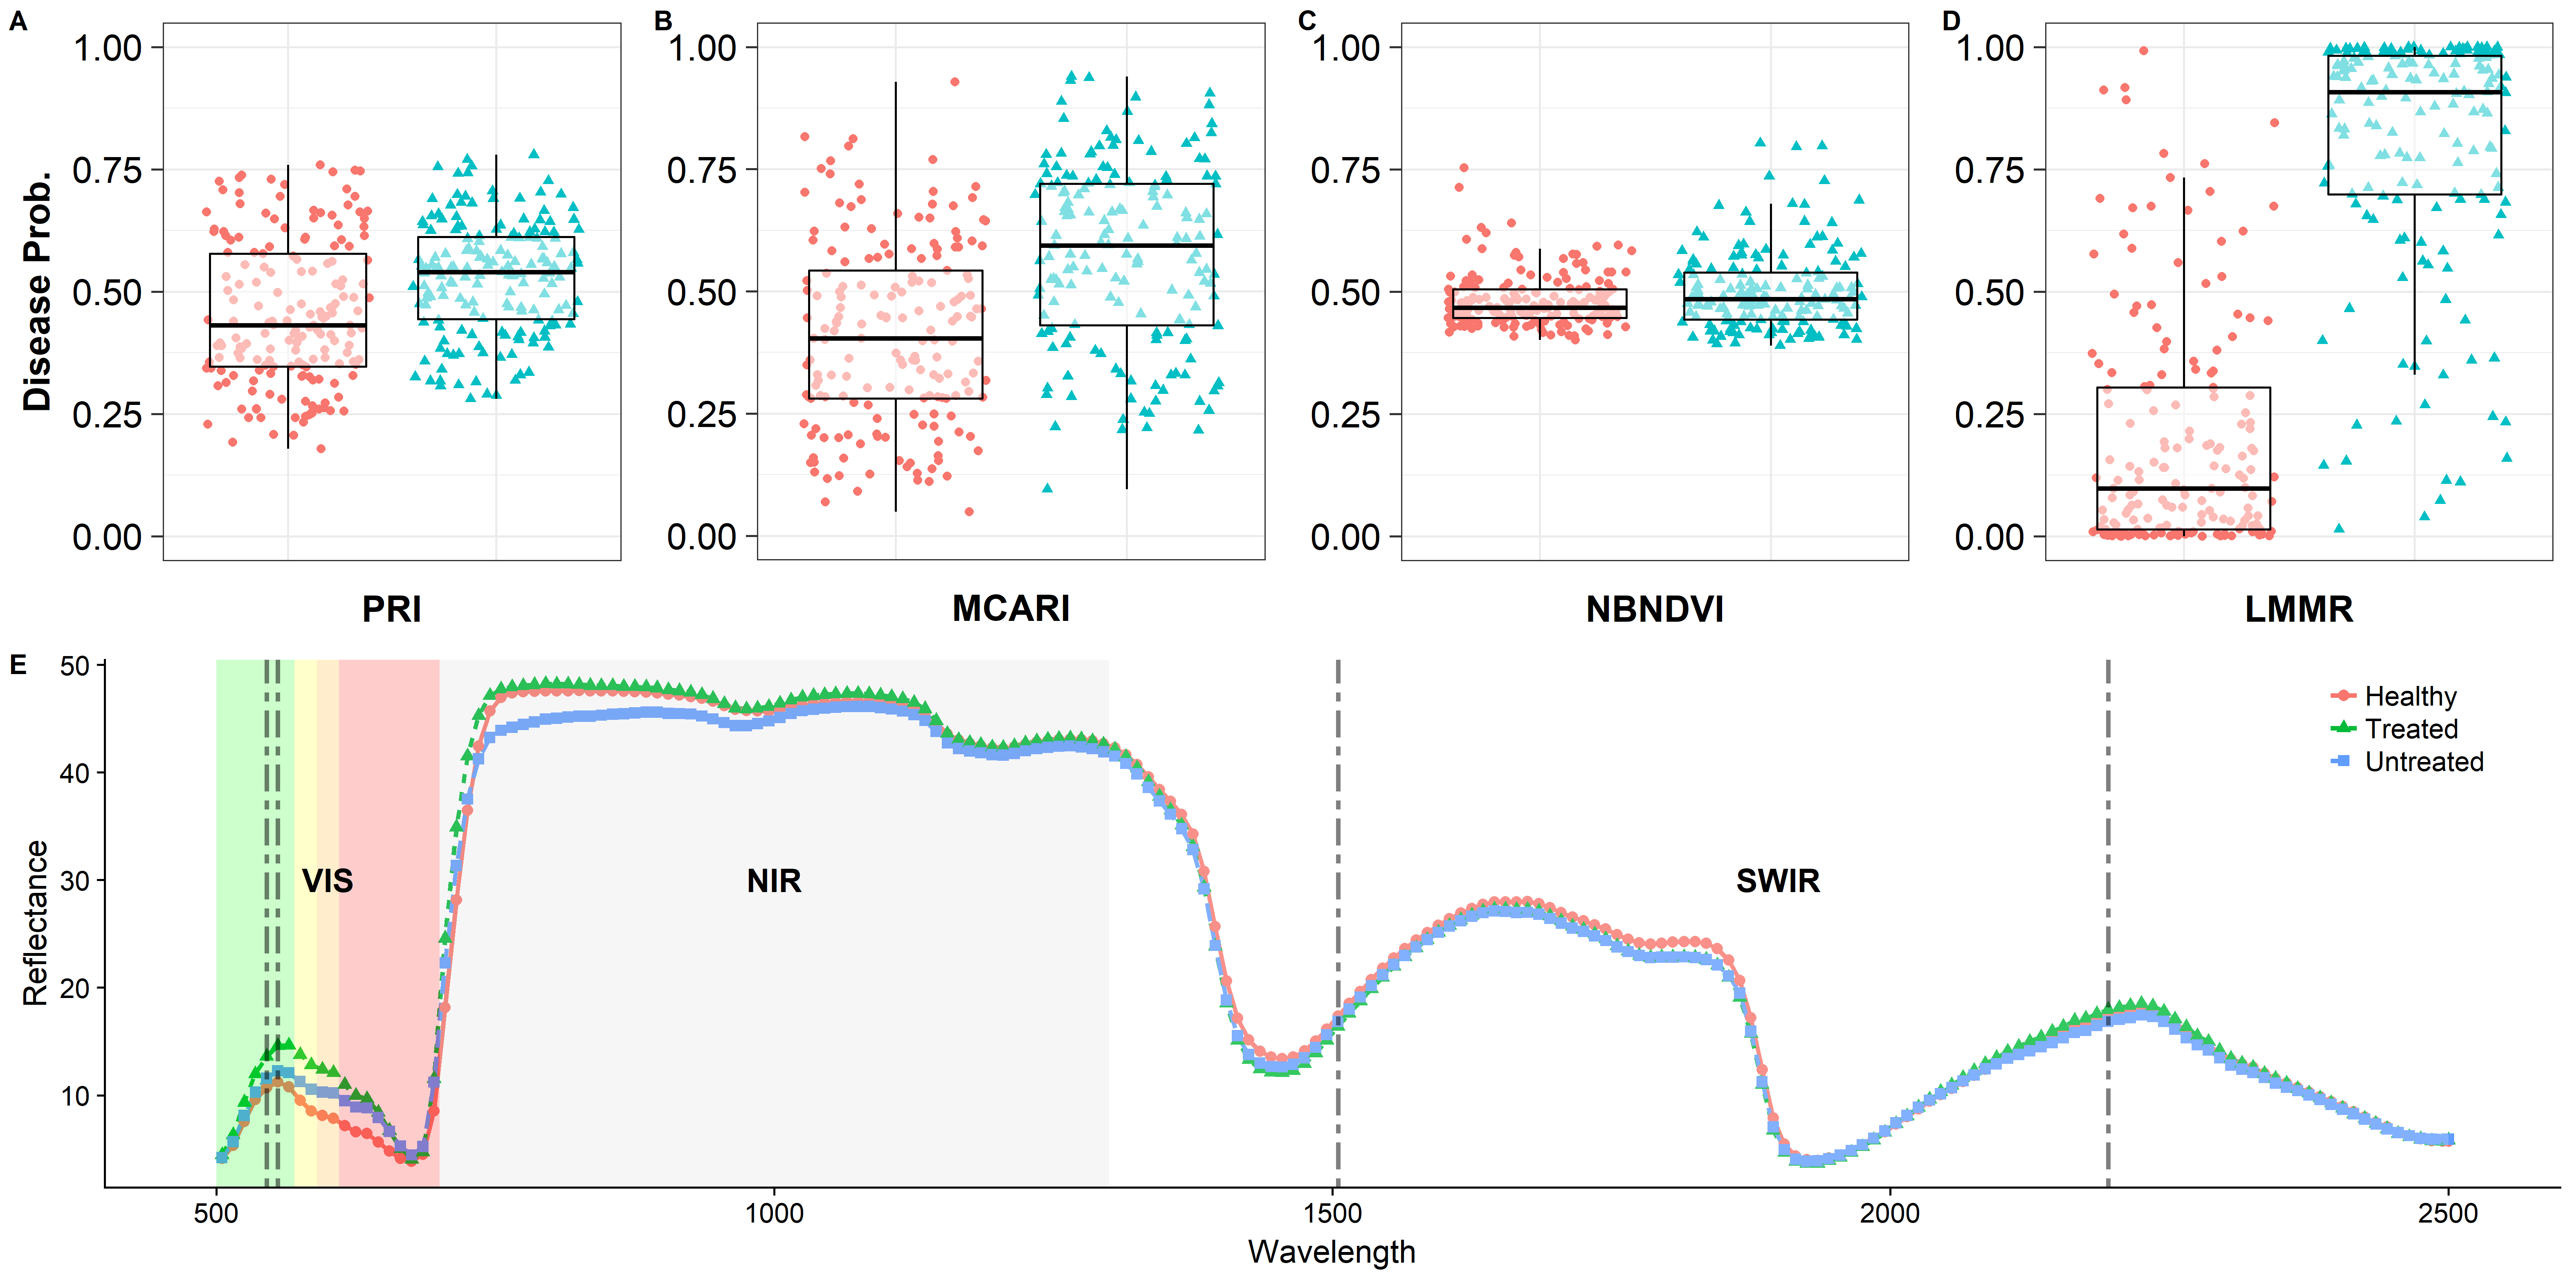 A B C D
1.00 1.00 1.00 1.00
0.75 0.75 0.75 0.75
0.50 0.50 0.50 0.50
0.25 0.25 0.25 0.25
0.00 0.00 0.00 0.00
Disease Prob.
PRI MCARI NBNDVI LMMR
E
50
40
30
20
10
Reflectance
VIS NIR SWIR
Healthy
Treated
Untreated
500 1000 1500 2000 2500
Wavelength